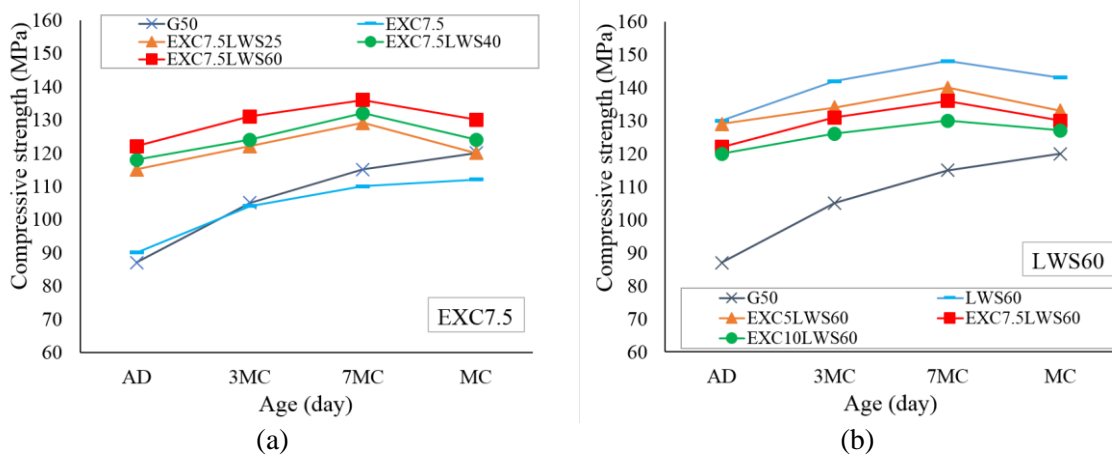 160
150
140
130
120
110
100
90
80
70
60
Compressive strength (MPa)
G50
EXC7.5
EXC7.5LWS25
EXC7.5LWS40
EXC7.5LWS60
EXC7.5
AD
3MC
7MC
MC
Age (day)
(a)
160
150
140
130
120
110
100
90
80
70
60
Compressive strength (MPa)
LWS60
G50
LWS60
EXC5LWS60
EXC7.5LWS60
EXC10LWS60
AD
3MC
7MC
MC
Age (day)
(b)